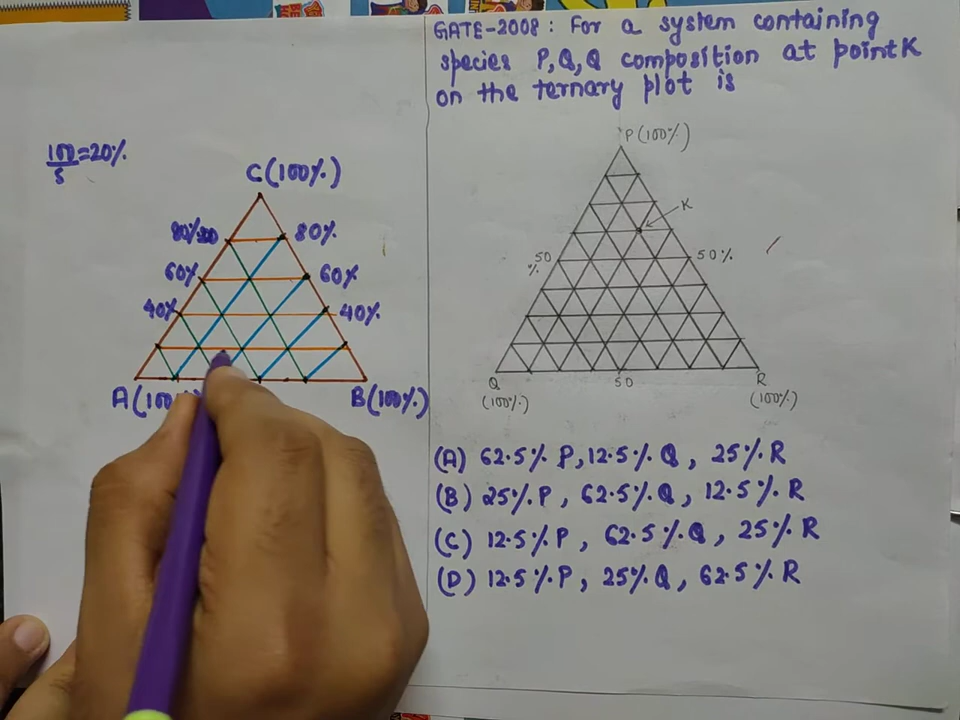 GATE-2008: For a system containing
species P,Q,Q composition at point K
on the ternary plot is
100/5=20%
C(100%)
80%
60%
60%
40%
40%
A(100
B(100%)
P(100%)
K
50
%
50%
Q
(100%)
50
R
(100%)
(A) 62.5% P,12.5% Q, 25% R
(B) 25% P, 62.5% Q, 12.5% R
(C) 12.5% P, 62.5% Q, 25% R
(D) 12.5% P, 25% Q, 62.5% R